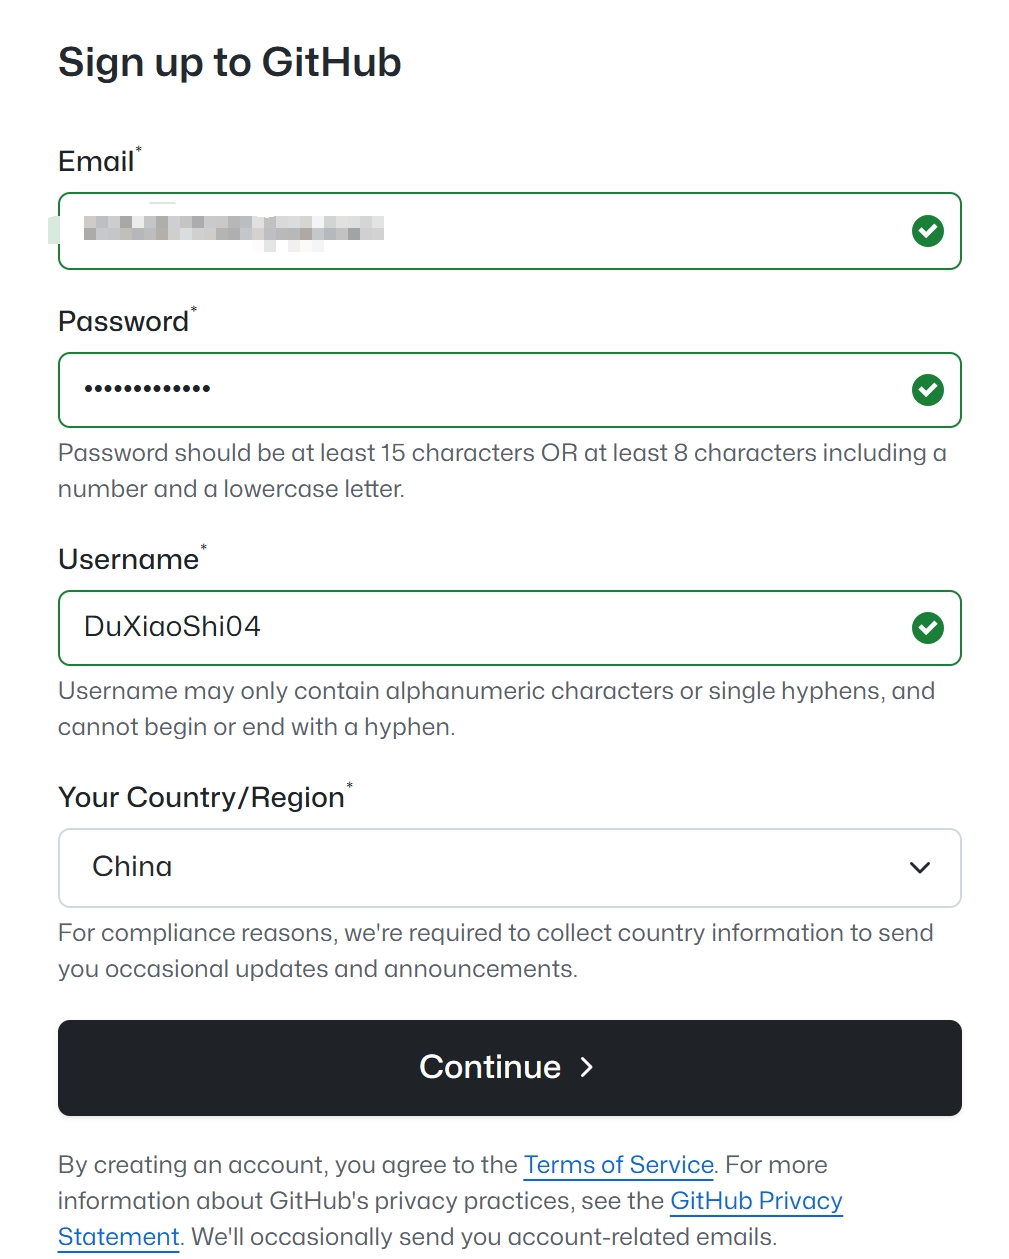 Sign up to GitHub
Email*
Password*
•••••••••••••
Password should be at least 15 characters OR at least 8 characters including a
number and a lowercase letter.
Username*
DuXiaoShi04
Username may only contain alphanumeric characters or single hyphens, and
cannot begin or end with a hyphen.
Your Country/Region*
China
For compliance reasons, we're required to collect country information to send
you occasional updates and announcements.
Continue >
By creating an account, you agree to the Terms of Service. For more
information about GitHub's privacy practices, see the GitHub Privacy
Statement. We'll occasionally send you account-related emails.